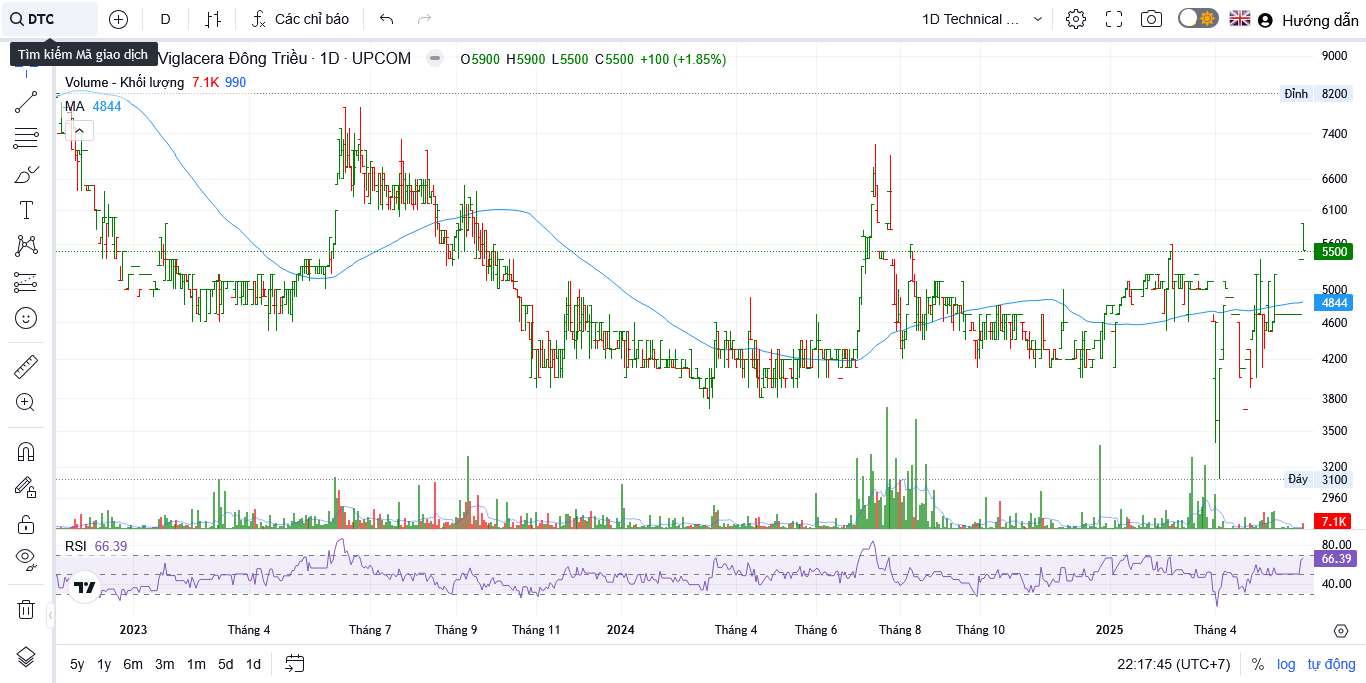 DTC D Các chỉ báo 1D Technical ... Hướng dẫn
Tìm kiếm Mã giao dịch
Viglacera Đông Triều · 1D · UPCOM O5900 H5900 L5500 C5500 +100 (+1.85%)
Volume - Khối lượng 7.1K 990
MA 4844
9000
Đỉnh 8200
7400
6600
6100
5600
5500
5000
4844
4600
4200
3800
3500
3200
Đáy 3100
2960
7.1K
RSI 66.39
80.00
66.39
40.00
2023 Tháng 4 Tháng 7 Tháng 9 Tháng 11 2024 Tháng 4 Tháng 6 Tháng 8 Tháng 10 2025 Tháng 4
5y 1y 6m 3m 1m 5d 1d 22:17:45 (UTC+7) % log tự động